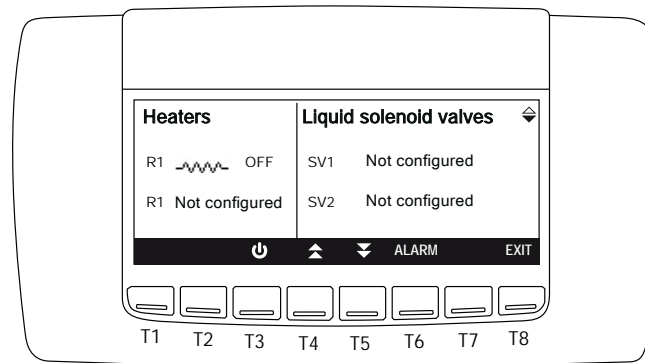 Heaters
Liquid solenoid valves
R1 OFF
SV1 Not configured
R1 Not configured
SV2 Not configured
ALARM EXIT
T1 T2 T3 T4 T5 T6 T7 T8